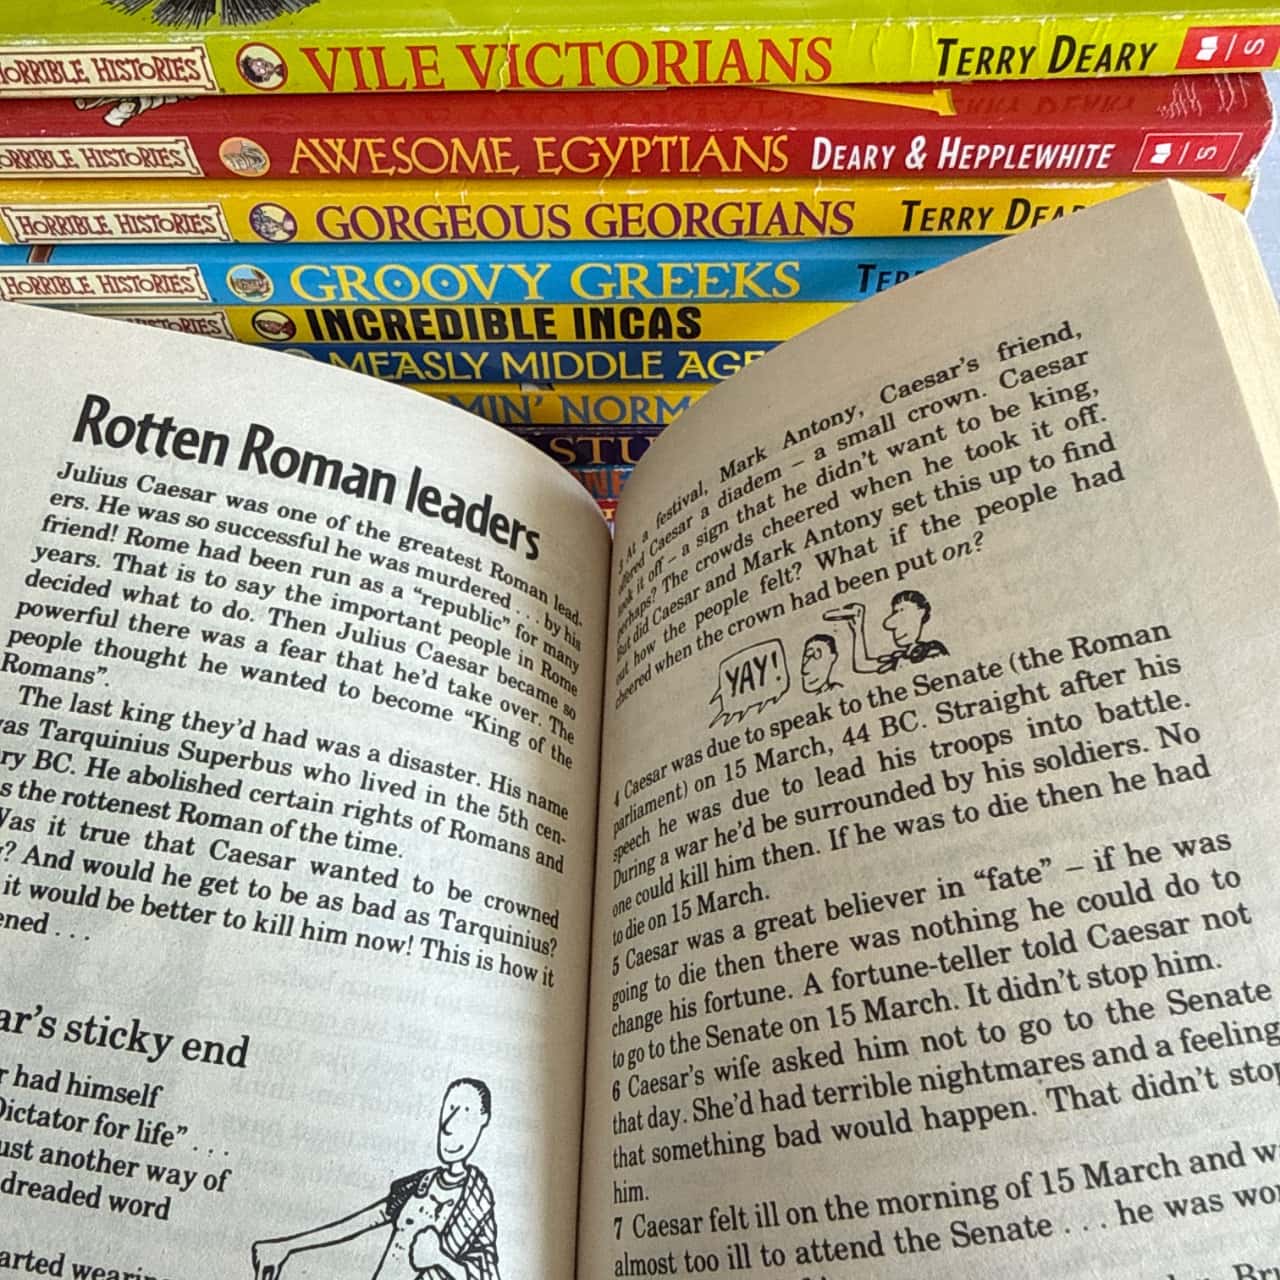 HORRIBLE HISTORIES VILE VICTORIANS TERRY DEARY
HORRIBLE HISTORIES AWESOME EGYPTIANS DEARY & HEPPLEWHITE
HORRIBLE HISTORIES GORGEOUS GEORGIANS TERRY DEA
HORRIBLE HISTORIES GROOVY GREEKS TER
HISTORIES INCREDIBLE INCAS
MEASLY MIDDLE AGE
MIN' NORM
STU
Rotten Roman leaders
Julius Caesar was one of the greatest Roman lead-
ers. He was so successful he was murdered . . . by his
friend! Rome had been run as a “republic” for many
years. That is to say the important people in Rome
decided what to do. Then Julius Caesar became so
powerful there was a fear that he’d take over. The
people thought he wanted to become “King of the
Romans”.
The last king they’d had was a disaster. His name
was Tarquinius Superbus who lived in the 5th cen-
ry BC. He abolished certain rights of Romans and
s the rottenest Roman of the time.
Was it true that Caesar wanted to be crowned
? And would he get to be as bad as Tarquinius?
it would be better to kill him now! This is how it
ened . . .
ar’s sticky end
r had himself
Dictator for life” . . .
ust another way of
dreaded word
arted wearin
3 At a festival, Mark Antony, Caesar’s friend,
offered Caesar a diadem – a small crown. Caesar
took it off – a sign that he didn’t want to be king,
perhaps? The crowds cheered when he took it off.
But did Caesar and Mark Antony set this up to find
out how the people felt? What if the people had
cheered when the crown had been put on?
YAY!
4 Caesar was due to speak to the Senate (the Roman
parliament) on 15 March, 44 BC. Straight after his
speech he was due to lead his troops into battle.
During a war he’d be surrounded by his soldiers. No
one could kill him then. If he was to die then he had
to die on 15 March.
5 Caesar was a great believer in “fate” – if he was
going to die then there was nothing he could do to
change his fortune. A fortune-teller told Caesar not
to go to the Senate on 15 March. It didn’t stop him.
6 Caesar’s wife asked him not to go to the Senate
that day. She’d had terrible nightmares and a feeling
that something bad would happen. That didn’t stop
him.
7 Caesar felt ill on the morning of 15 March and w
almost too ill to attend the Senate . . . he was wor
Bru